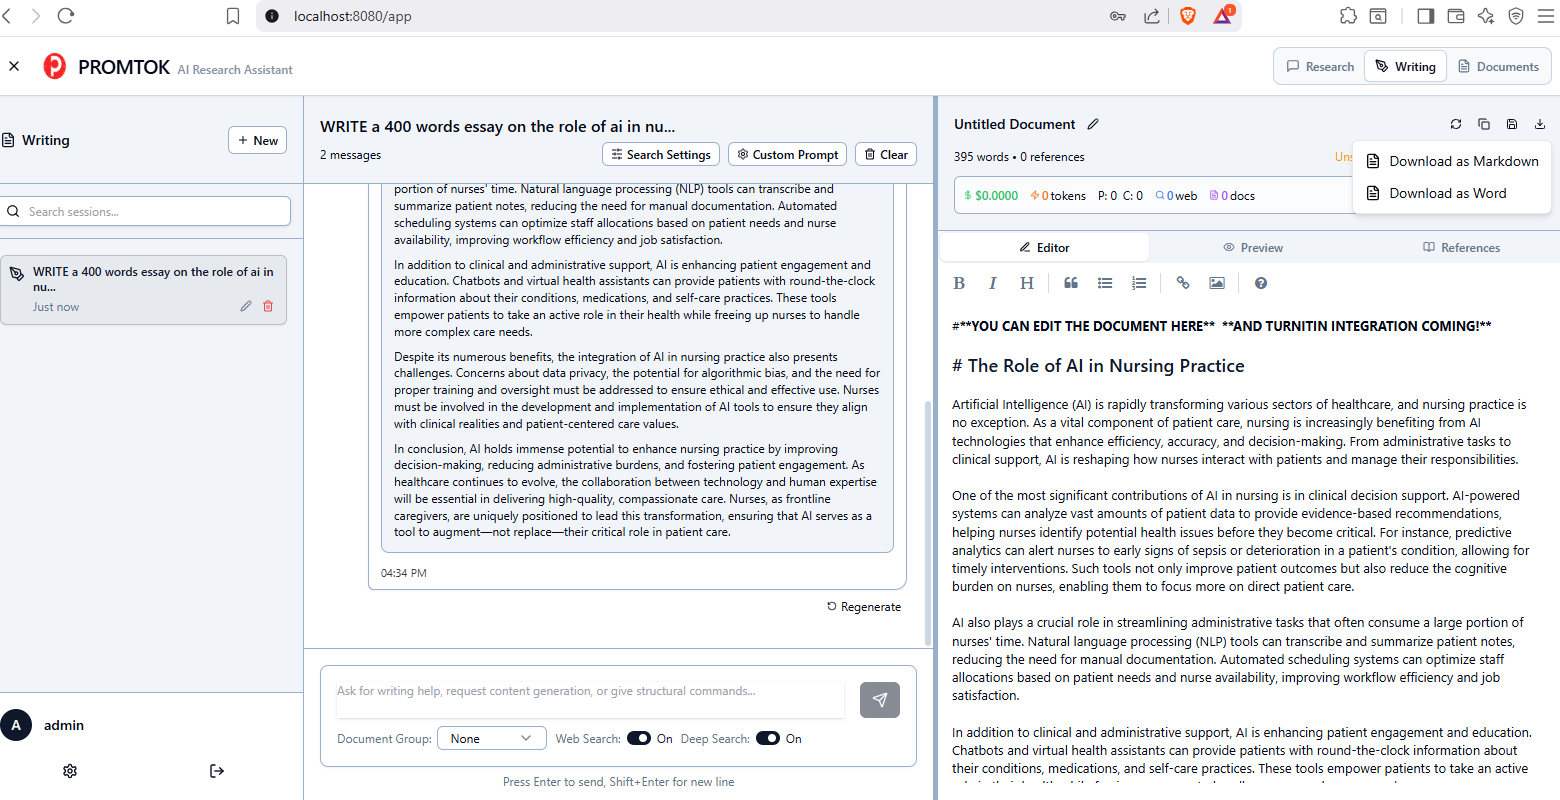 localhost:8080/app
1
PROMTOK AI Research Assistant
Research
Writing
Documents
Writing
+ New
Search sessions...
WRITE a 400 words essay on the role of ai in
nu...
Just now
A
admin
WRITE a 400 words essay on the role of ai in nu...
2 messages
Search Settings
Custom Prompt
Clear
portion of nurses' time. Natural language processing (NLP) tools can transcribe and
summarize patient notes, reducing the need for manual documentation. Automated
scheduling systems can optimize staff allocations based on patient needs and nurse
availability, improving workflow efficiency and job satisfaction.
In addition to clinical and administrative support, AI is enhancing patient engagement and
education. Chatbots and virtual health assistants can provide patients with round-the-clock
information about their conditions, medications, and self-care practices. These tools
empower patients to take an active role in their health while freeing up nurses to handle
more complex care needs.
Despite its numerous benefits, the integration of AI in nursing practice also presents
challenges. Concerns about data privacy, the potential for algorithmic bias, and the need for
proper training and oversight must be addressed to ensure ethical and effective use. Nurses
must be involved in the development and implementation of AI tools to ensure they align
with clinical realities and patient-centered care values.
In conclusion, AI holds immense potential to enhance nursing practice by improving
decision-making, reducing administrative burdens, and fostering patient engagement. As
healthcare continues to evolve, the collaboration between technology and human expertise
will be essential in delivering high-quality, compassionate care. Nurses, as frontline
caregivers, are uniquely positioned to lead this transformation, ensuring that AI serves as a
tool to augment—not replace—their critical role in patient care.
04:34 PM
Regenerate
Ask for writing help, request content generation, or give structural commands...
Document Group: None Web Search: On Deep Search: On
Press Enter to send, Shift+Enter for new line
Untitled Document
395 words • 0 references
Uns
Download as Markdown
Download as Word
$ $0.0000 0 tokens P: 0 C: 0 0 web 0 docs
Editor
Preview
References
B I H
#**YOU CAN EDIT THE DOCUMENT HERE** **AND TURNITIN INTEGRATION COMING!**
# The Role of AI in Nursing Practice
Artificial Intelligence (AI) is rapidly transforming various sectors of healthcare, and nursing practice is
no exception. As a vital component of patient care, nursing is increasingly benefiting from AI
technologies that enhance efficiency, accuracy, and decision-making. From administrative tasks to
clinical support, AI is reshaping how nurses interact with patients and manage their responsibilities.
One of the most significant contributions of AI in nursing is in clinical decision support. AI-powered
systems can analyze vast amounts of patient data to provide evidence-based recommendations,
helping nurses identify potential health issues before they become critical. For instance, predictive
analytics can alert nurses to early signs of sepsis or deterioration in a patient's condition, allowing for
timely interventions. Such tools not only improve patient outcomes but also reduce the cognitive
burden on nurses, enabling them to focus more on direct patient care.
AI also plays a crucial role in streamlining administrative tasks that often consume a large portion of
nurses' time. Natural language processing (NLP) tools can transcribe and summarize patient notes,
reducing the need for manual documentation. Automated scheduling systems can optimize staff
allocations based on patient needs and nurse availability, improving workflow efficiency and job
satisfaction.
In addition to clinical and administrative support, AI is enhancing patient engagement and education.
Chatbots and virtual health assistants can provide patients with round-the-clock information about
their conditions, medications, and self-care practices. These tools empower patients to take an active